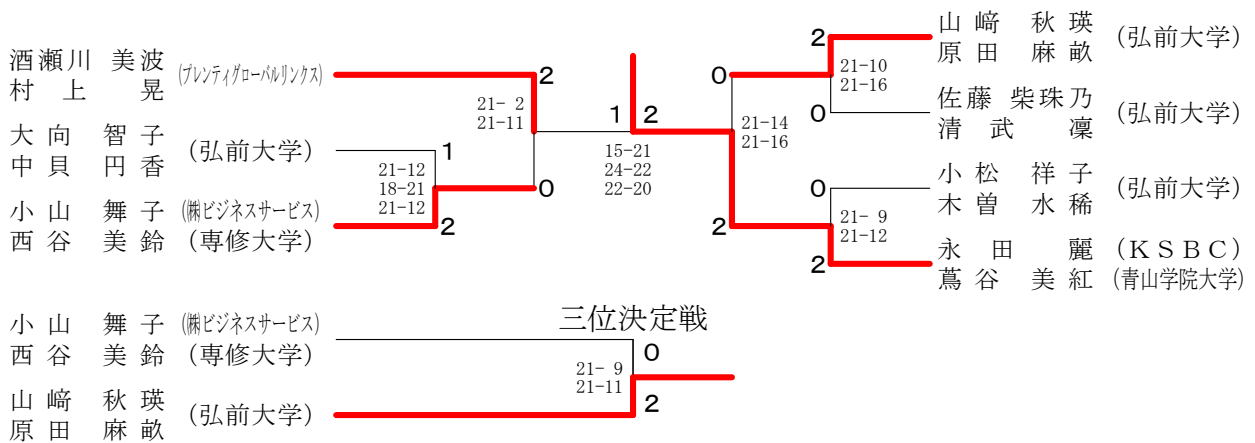 酒瀬川 美波 (プレンティグローバルリンクス)
村上 晃
2
21- 2
21-11
大向 智子 (弘前大学)
中貝 円香
1
21-12
18-21
21-12
0
小山 舞子 (㈱ビジネスサービス)
西谷 美鈴 (専修大学)
2
1 2
15-21
24-22
22-20
山﨑 秋瑛 (弘前大学)
原田 麻畝
2
21-10
21-16
0
佐藤 柴珠乃 (弘前大学)
清武 凜
0
21-14
21-16
小松 祥子 (弘前大学)
木曽 水稀
0
21- 9
21-12
2
永田 麗 (KSBC)
蔦谷 美紅 (青山学院大学)
2
三位決定戦
小山 舞子 (㈱ビジネスサービス)
西谷 美鈴 (専修大学)
0
21- 9
21-11
山﨑 秋瑛 (弘前大学)
原田 麻畝
2